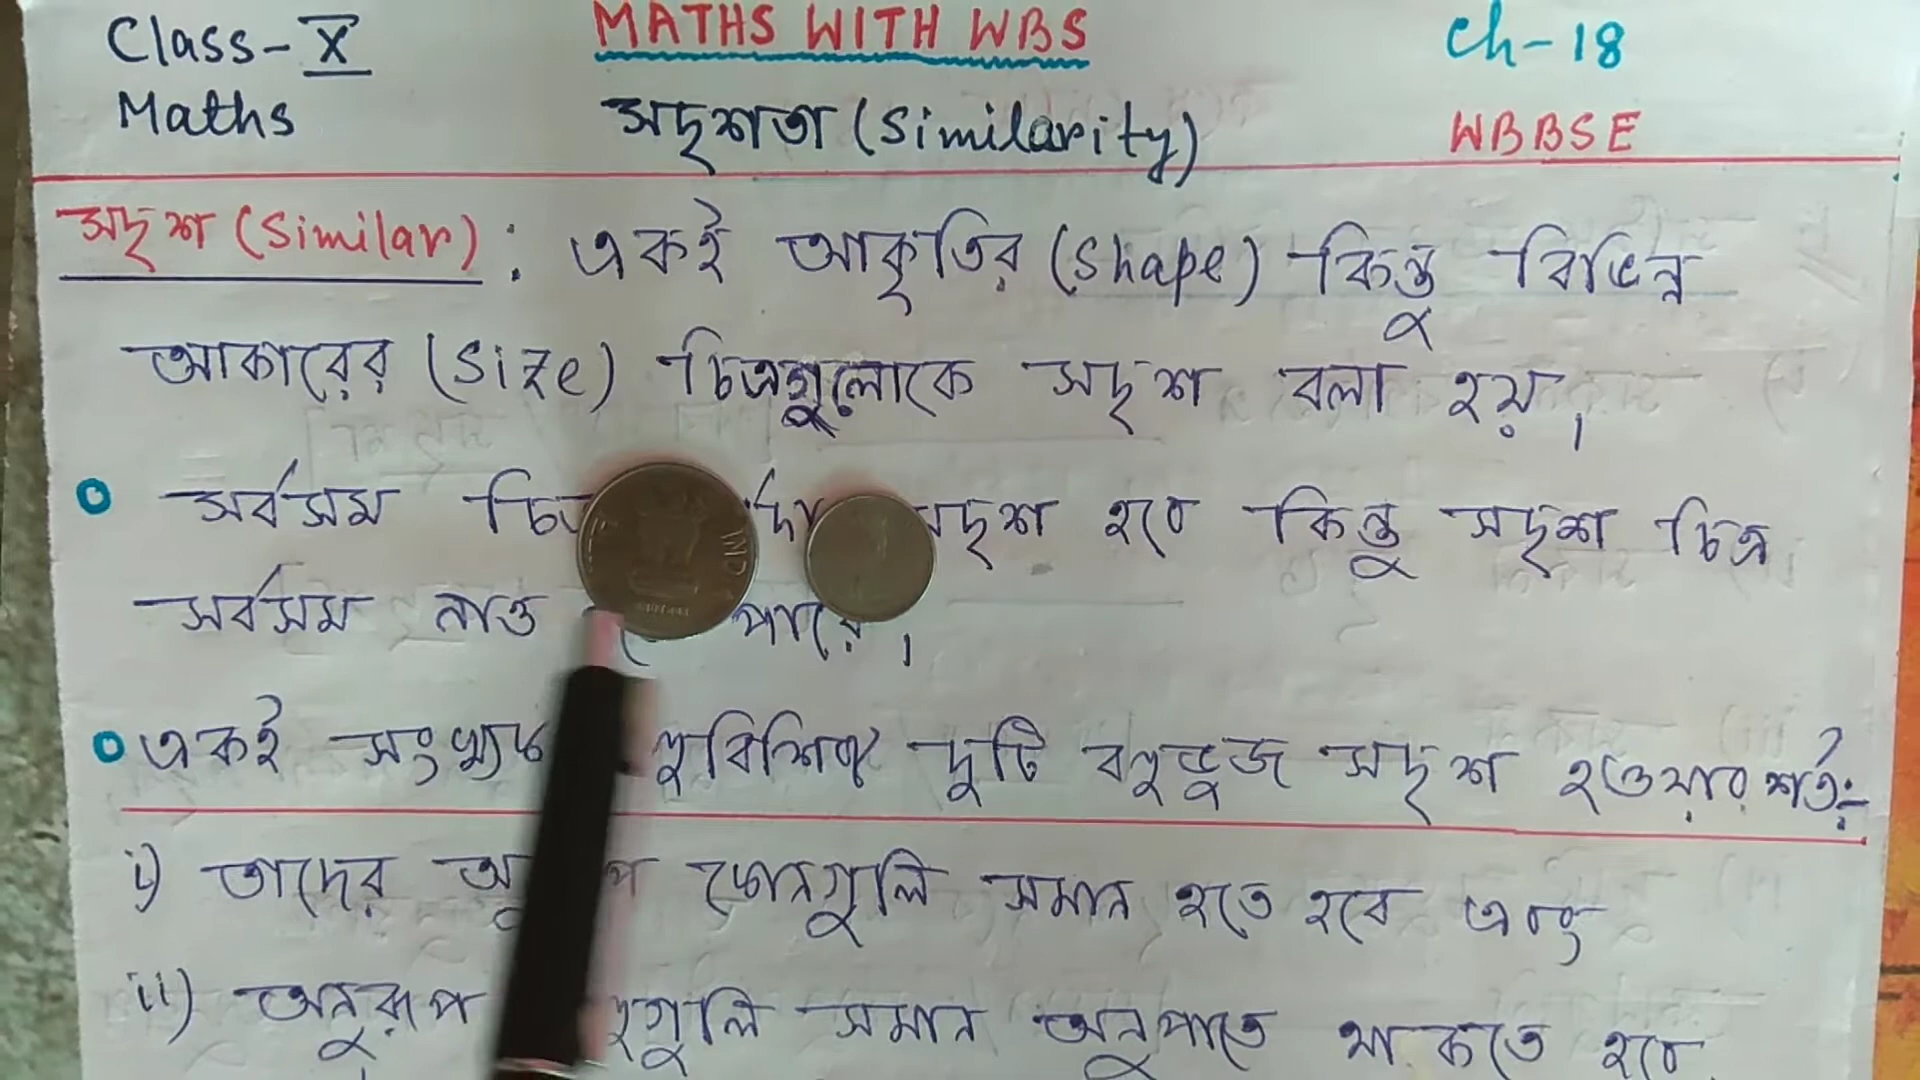 Class-X MATHS WITH WBS Ch-18
Maths সদৃশতা (Similarity) WBBSE
সদৃশ (Similar) : একই আকৃতির (Shape) কিন্তু বিভিন্ন
আকারের (Size) চিত্রগুলোকে সদৃশ বলা হয়।
সর্বসম সদৃশ হবে কিন্তু সদৃশ চিত্র
সর্বসম নাও পারে।
একই সংখ্যক দুটি বহুভুজ সদৃশ হওয়ার শর্ত:-
i) তাদের কোনগুলি সমান হতে হবে এবং
ii) অনুরূপ সমান অনুপাতে থাকতে হবে